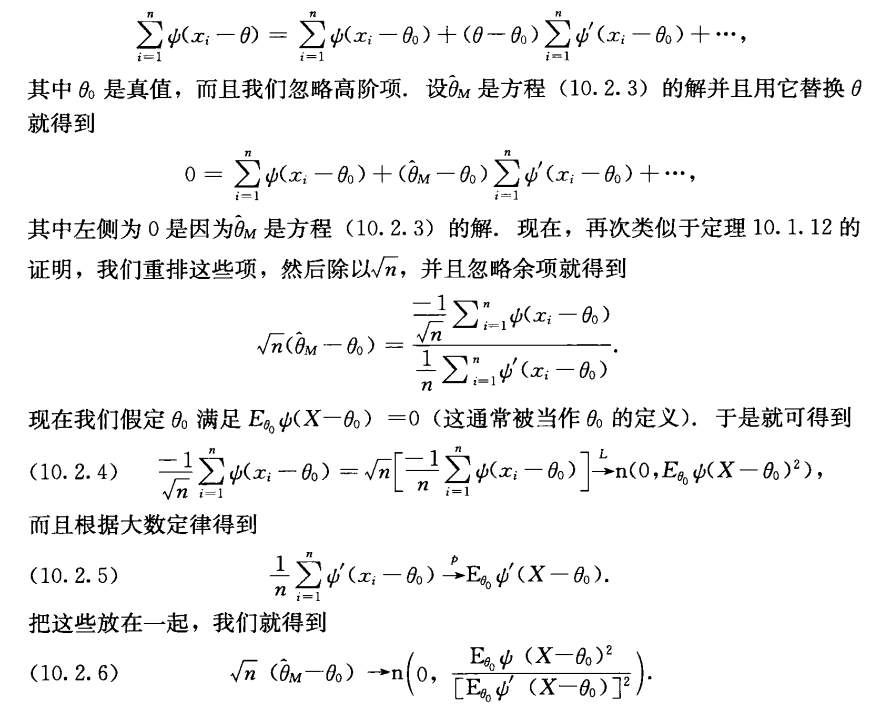 $$\sum_{i=1}^{n}\psi(x_i-\theta)=\sum_{i=1}^{n}\psi(x_i-\theta_0)+(\theta-\theta_0)\sum_{i=1}^{n}\psi'(x_i-\theta_0)+\cdots,$$
其中 $\theta_0$ 是真值，而且我们忽略高阶项．设$\hat{\theta}_M$ 是方程（10.2.3）的解并且用它替换 $\theta$
就得到
$$0=\sum_{i=1}^{n}\psi(x_i-\theta_0)+(\hat{\theta}_M-\theta_0)\sum_{i=1}^{n}\psi'(x_i-\theta_0)+\cdots,$$
其中左侧为 0 是因为$\hat{\theta}_M$ 是方程（10.2.3）的解．现在，再次类似于定理 10.1.12 的
证明，我们重排这些项，然后除以$\sqrt{n}$，并且忽略余项就得到
$$\sqrt{n}(\hat{\theta}_M-\theta_0)=\frac{\frac{-1}{\sqrt{n}}\sum_{i=1}^{n}\psi(x_i-\theta_0)}{\frac{1}{n}\sum_{i=1}^{n}\psi'(x_i-\theta_0)}.$$
现在我们假定 $\theta_0$ 满足 $E_{\theta_0}\psi(X-\theta_0)=0$（这通常被当作 $\theta_0$ 的定义）．于是就可得到
(10.2.4) $$\frac{-1}{\sqrt{n}}\sum_{i=1}^{n}\psi(x_i-\theta_0)=\sqrt{n}\left[\frac{-1}{n}\sum_{i=1}^{n}\psi(x_i-\theta_0)\right]\xrightarrow{L}\mathrm{n}(0,E_{\theta_0}\psi(X-\theta_0)^2),$$
而且根据大数定律得到
(10.2.5) $$\frac{1}{n}\sum_{i=1}^{n}\psi'(x_i-\theta_0)\xrightarrow{p}\mathrm{E}_{\theta_0}\psi'(X-\theta_0).$$
把这些放在一起，我们就得到
(10.2.6) $$\sqrt{n}(\hat{\theta}_M-\theta_0)\rightarrow\mathrm{n}\left(0,\frac{\mathrm{E}_{\theta_0}\psi(X-\theta_0)^2}{[\mathrm{E}_{\theta_0}\psi'(X-\theta_0)]^2}\right).$$